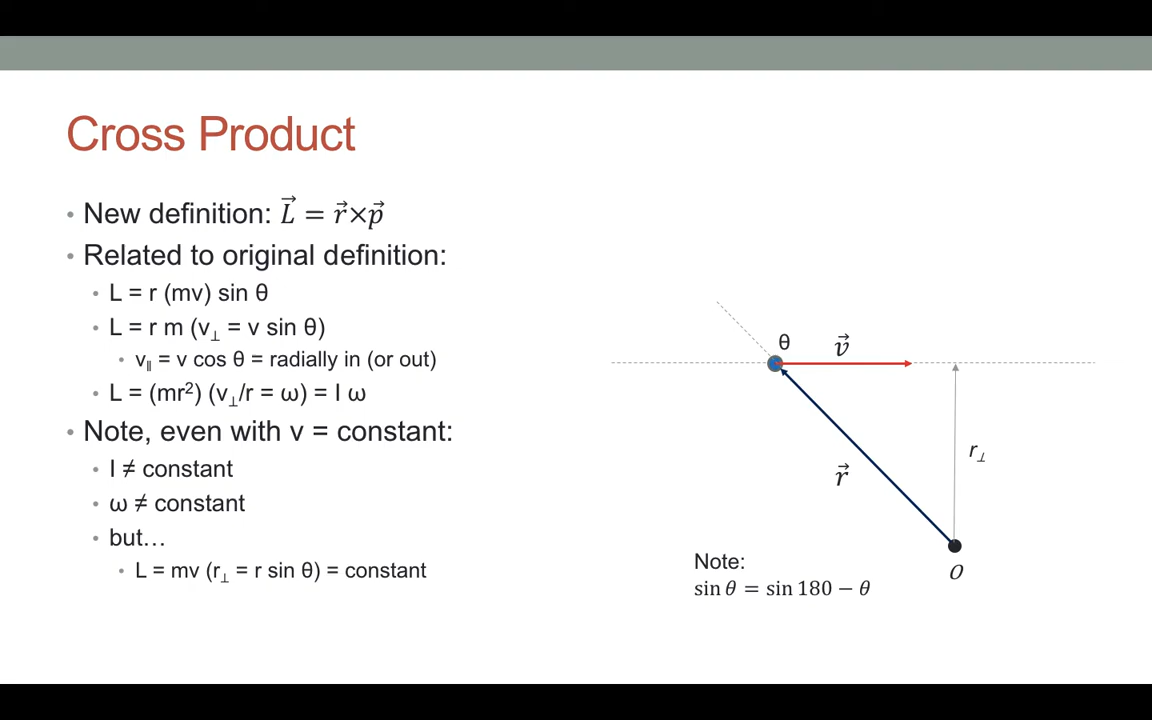 Cross Product
• New definition: L⃗ = r⃗×p⃗
• Related to original definition:
• L = r (mv) sin θ
• L = r m (v⊥ = v sin θ)
• v∥ = v cos θ = radially in (or out)
• L = (mr²) (v⊥/r = ω) = I ω
• Note, even with v = constant:
• I ≠ constant
• ω ≠ constant
• but…
• L = mv (r⊥ = r sin θ) = constant
θ
v⃗
r⊥
r⃗
O
Note:
sin θ = sin 180 − θ